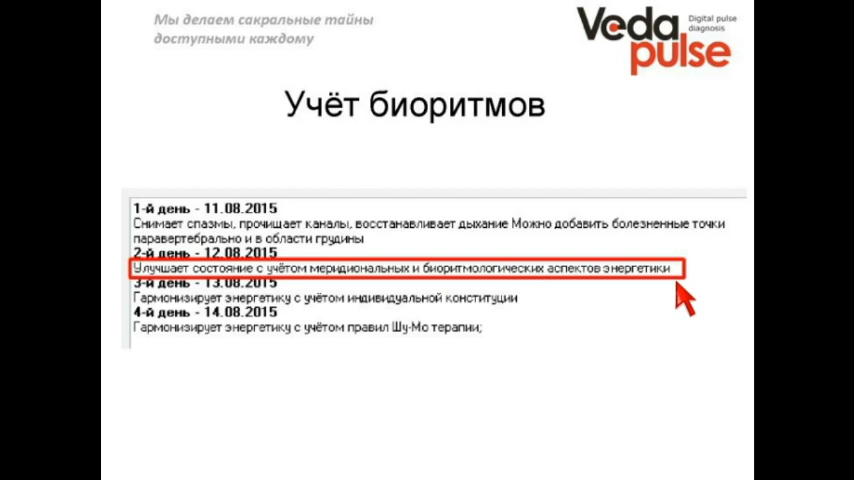 Мы делаем сакральные тайны
доступными каждому
Veda pulse
Digital pulse
diagnosis
Учёт биоритмов
1-й день - 11.08.2015
Снимает спазмы, прочищает каналы, восстанавливает дыхание Можно добавить болезненные точки
паравертебрально и в области грудины
2-й день - 12.08.2015
Улучшает состояние с учётом меридиональных и биоритмологических аспектов энергетики
3-й день - 13.08.2015
Гармонизирует энергетику с учётом индивидуальной конституции
4-й день - 14.08.2015
Гармонизирует энергетику с учётом правил Шу-Мо терапии;